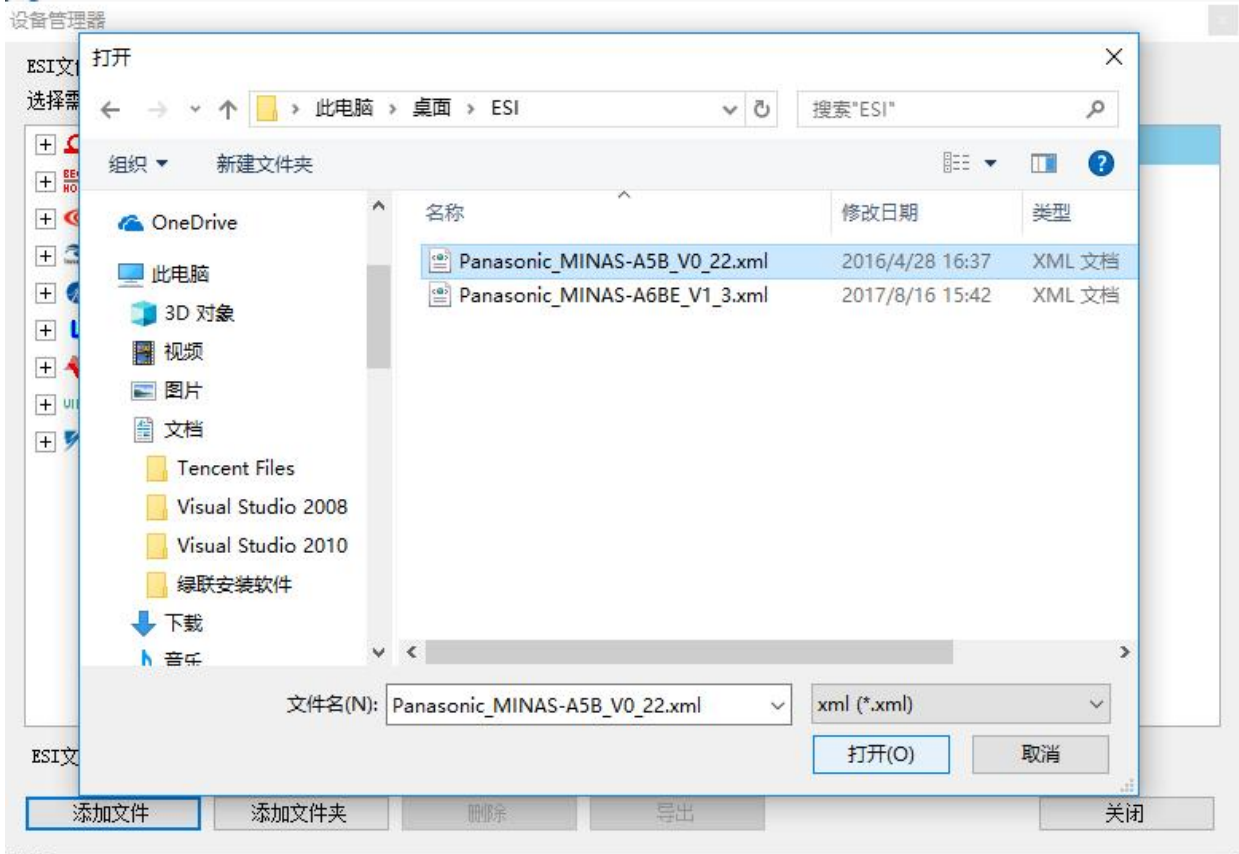 设备管理器
ESI文
选择需
打开
此电脑 › 桌面 › ESI
搜索"ESI"
组织
新建文件夹
OneDrive
此电脑
3D 对象
视频
图片
文档
Tencent Files
Visual Studio 2008
Visual Studio 2010
绿联安装软件
下载
音乐
名称 修改日期 类型
Panasonic_MINAS-A5B_V0_22.xml 2016/4/28 16:37 XML 文档
Panasonic_MINAS-A6BE_V1_3.xml 2017/8/16 15:42 XML 文档
文件名(N): Panasonic_MINAS-A5B_V0_22.xml xml (*.xml)
打开(O) 取消
ESI文
添加文件 添加文件夹 删除 导出 关闭